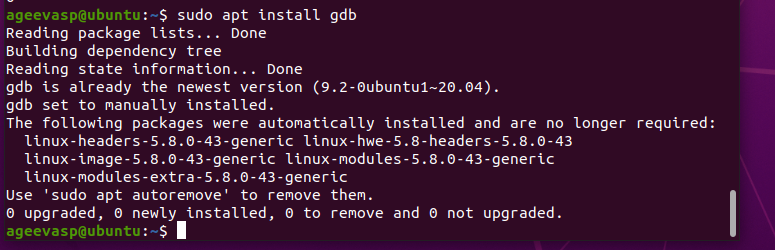 ageevasp@ubuntu:~$ sudo apt install gdb
Reading package lists... Done
Building dependency tree
Reading state information... Done
gdb is already the newest version (9.2-0ubuntu1~20.04).
gdb set to manually installed.
The following packages were automatically installed and are no longer required:
  linux-headers-5.8.0-43-generic linux-hwe-5.8-headers-5.8.0-43
  linux-image-5.8.0-43-generic linux-modules-5.8.0-43-generic
  linux-modules-extra-5.8.0-43-generic
Use 'sudo apt autoremove' to remove them.
0 upgraded, 0 newly installed, 0 to remove and 0 not upgraded.
ageevasp@ubuntu:~$